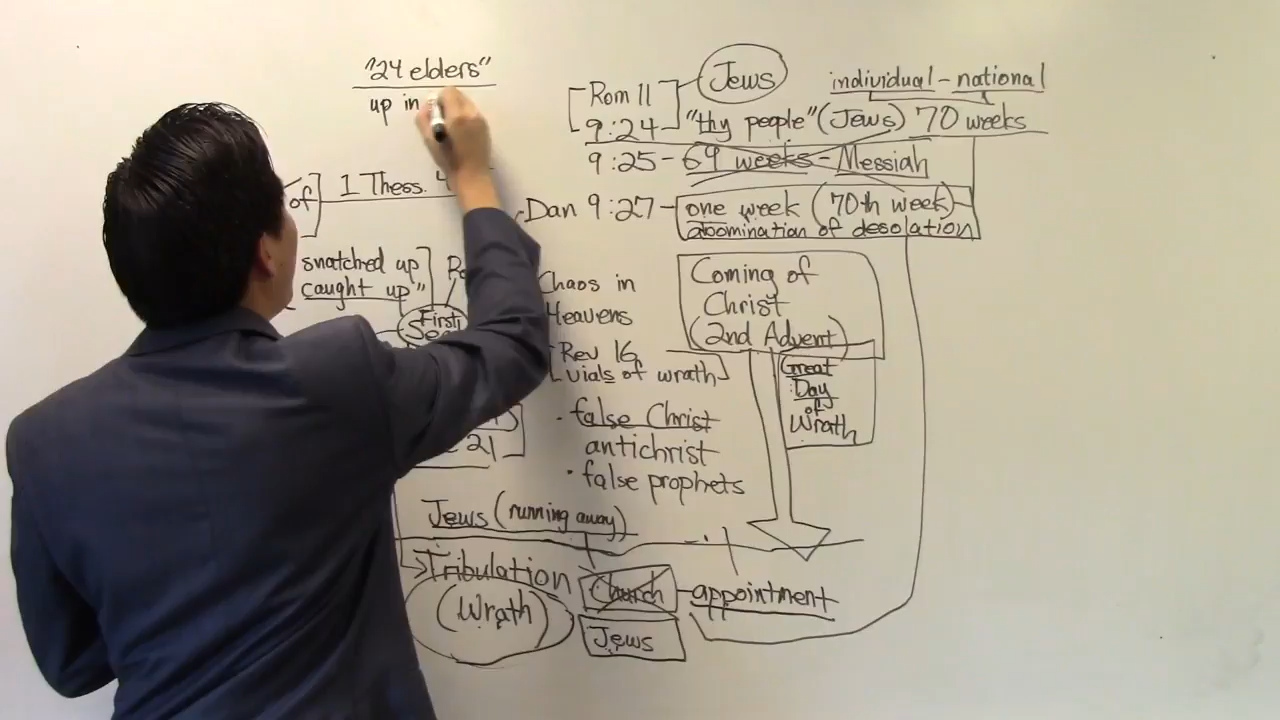 "24 elders"
up in
Rom 11
Jews
individual - national
9:24
"thy people" (Jews) 70 weeks
9:25 - 69 weeks - Messiah
of
1 Thess. 4
Dan 9:27 - one week (70th week)
abomination of desolation
snatched up
caught up"
First
Chaos in
Heavens
Rev 16
vials of wrath
Coming of
Christ
(2nd Advent)
Great
Day
of
Wrath
· false Christ
antichrist
· false prophets
21
Jews (running away)
Tribulation
(Wrath)
Church - appointment
Jews